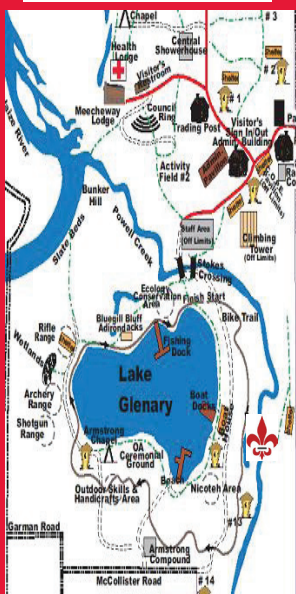 Chapel
# 3
Central
Showerhouse
Health
Lodge
Visitor's
Restroom
Shelter
# 2
Shelter
Meecheway
Lodge
Council
Ring
# 1
Trading Post
Visitor's
Sign In/Out
Admin Building
Activity
Field #2
Bunker
Hill
Powell Creek
Slate Beds
Staff Area
(Off Limits)
Climbing
Tower
(Off Limits)
Stokes
Crossing
Ecology
Conservation
Area
Finish
Start
Bike Trail
Bluegill Bluff
Adirondacks
Rifle
Range
Wetlands
Fishing
Dock
Lake
Glenary
Archery
Range
Shotgun
Range
Boat
Docks
Armstrong
Chapel
OA
Ceremonial
Ground
Beach
Nicoteh Area
Outdoor Skills &
Handicrafts Area
#13
Garman Road
Armstrong
Compound
McCollister Road
# 14